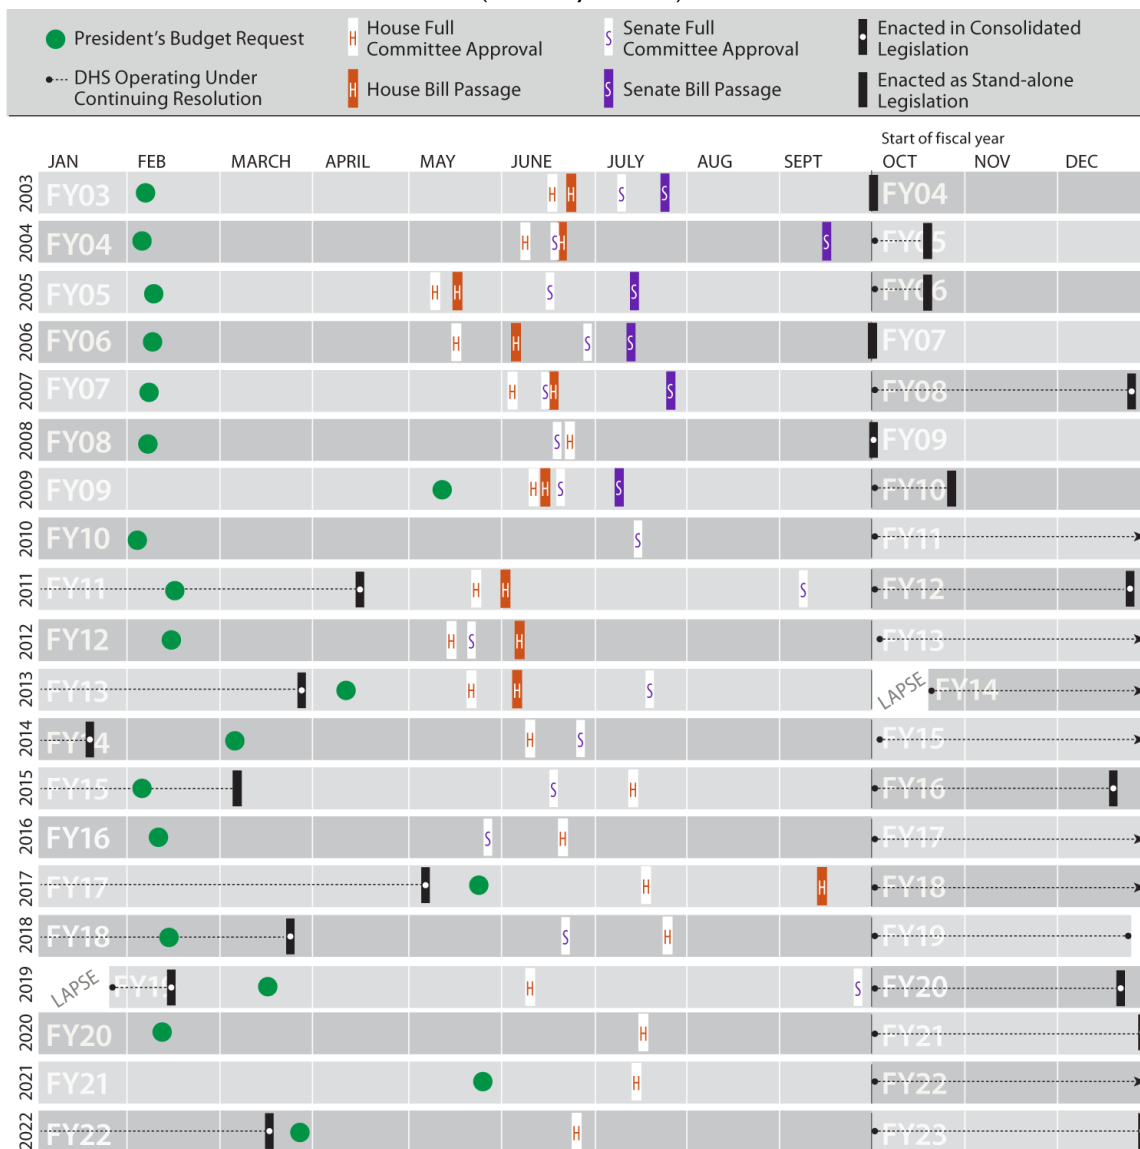 President's Budget Request
DHS Operating Under
Continuing Resolution
H House Full
Committee Approval
H House Bill Passage
S Senate Full
Committee Approval
S Senate Bill Passage
Enacted in Consolidated
Legislation
Enacted as Stand-alone
Legislation
Start of fiscal year
JAN FEB MARCH APRIL MAY JUNE JULY AUG SEPT OCT NOV DEC
2003 FY03 H H S S FY04
2004 FY04 H S H S FY05
2005 FY05 H H S S FY06
2006 FY06 H H S S FY07
2007 FY07 H S H S FY08
2008 FY08 S H FY09
2009 FY09 H H S S FY10
2010 FY10 S FY11
2011 FY11 H H S FY12
2012 FY12 H S H FY13
2013 FY13 H H S LAPSE FY14
2014 FY14 H S FY15
2015 FY15 S H FY16
2016 FY16 S H FY17
2017 FY17 H H FY18
2018 FY18 S H FY19
2019 LAPSE FY19 H S FY20
2020 FY20 H FY21
2021 FY21 H FY22
2022 FY22 H FY23